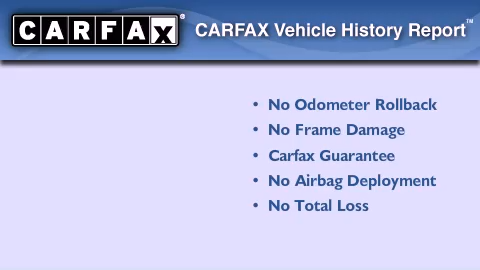 CARFAX® CARFAX Vehicle History Report™
• No Odometer Rollback
• No Frame Damage
• Carfax Guarantee
• No Airbag Deployment
• No Total Loss